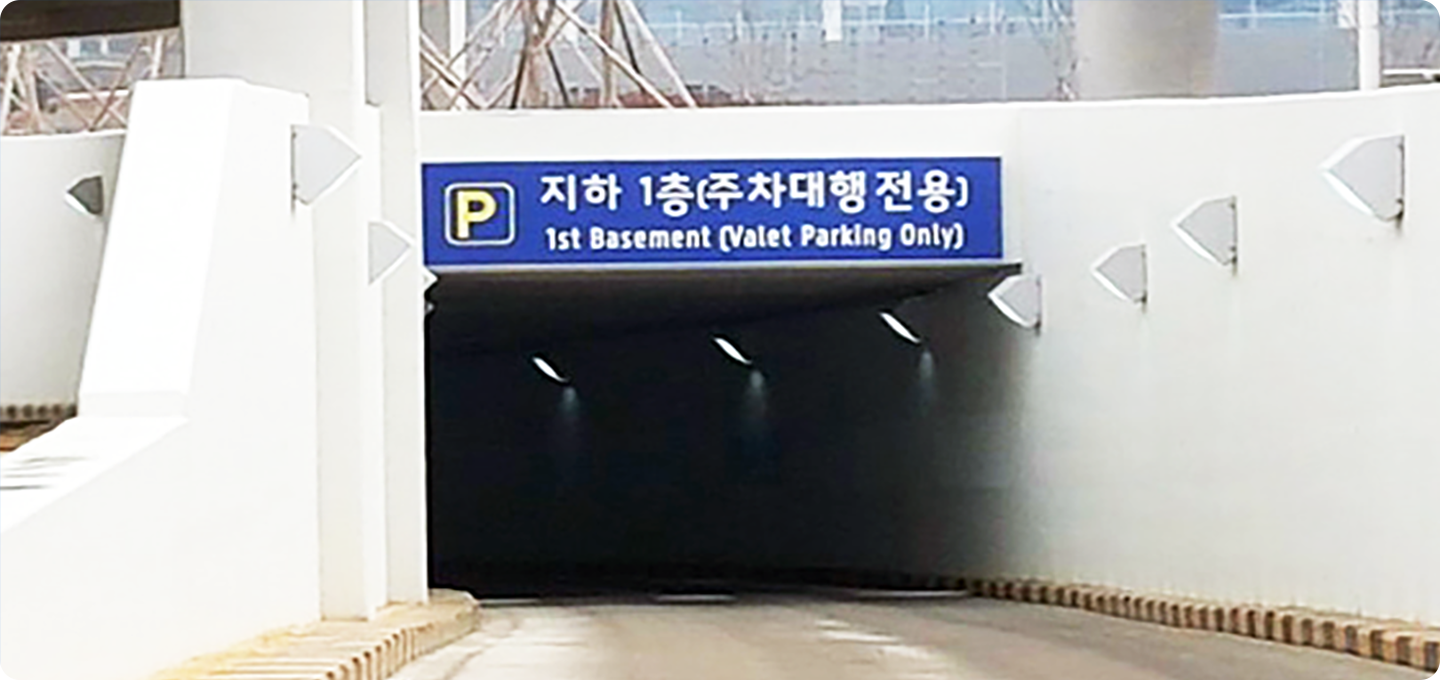 P
지하 1층(주차대행 전용)
1st Basement (Valet Parking Only)